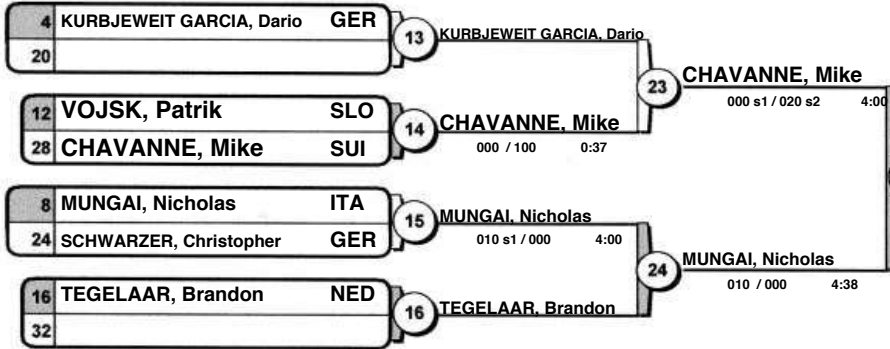 4 KURBJEWEIT GARCIA, Dario GER
20
13 KURBJEWEIT GARCIA, Dario
12 VOJSK, Patrik SLO
28 CHAVANNE, Mike SUI
14 CHAVANNE, Mike
000 / 100 0:37
23 CHAVANNE, Mike
000 s1 / 020 s2 4:00
8 MUNGAI, Nicholas ITA
24 SCHWARZER, Christopher GER
15 MUNGAI, Nicholas
010 s1 / 000 4:00
16 TEGELAAR, Brandon NED
32
16 TEGELAAR, Brandon
24 MUNGAI, Nicholas
010 / 000 4:38